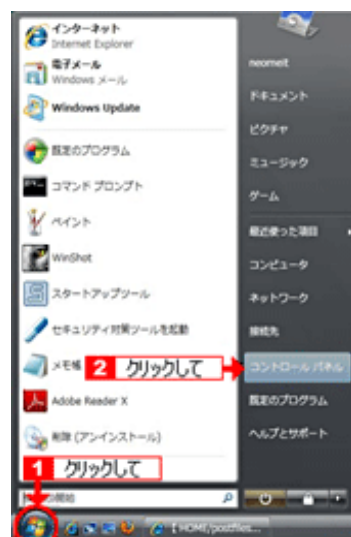 インターネット
Internet Explorer
電子メール
Windows メール
Windows Update
既定のプログラム
コマンド プロンプト
ペイント
WinShot
スタートアップツール
セキュリティ対策ツールを起動
メモ帳
Adobe Reader X
削除 (アンインストール)
neomeit
ドキュメント
ピクチャ
ミュージック
ゲーム
最近使った項目
コンピュータ
ネットワーク
接続先
2 クリックして
コントロール パネル
既定のプログラム
ヘルプとサポート
1 クリックして
の開始
[HOME/postfiles...